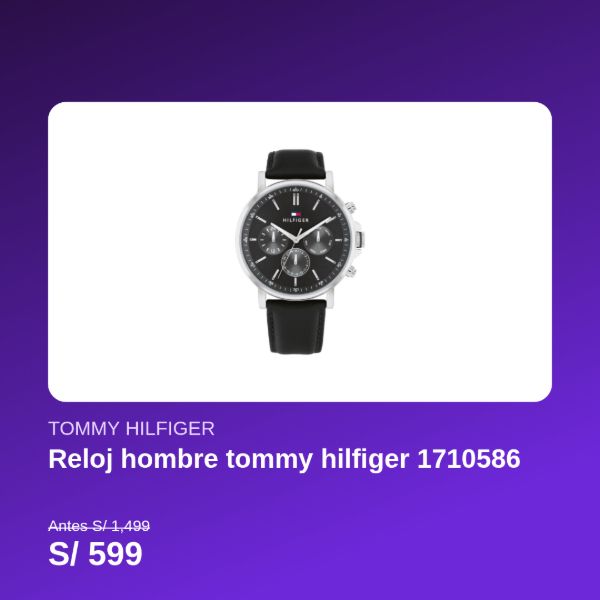 HILFIGER
TOMMY HILFIGER
Reloj hombre tommy hilfiger 1710586
Antes S/ 1,499
S/ 599